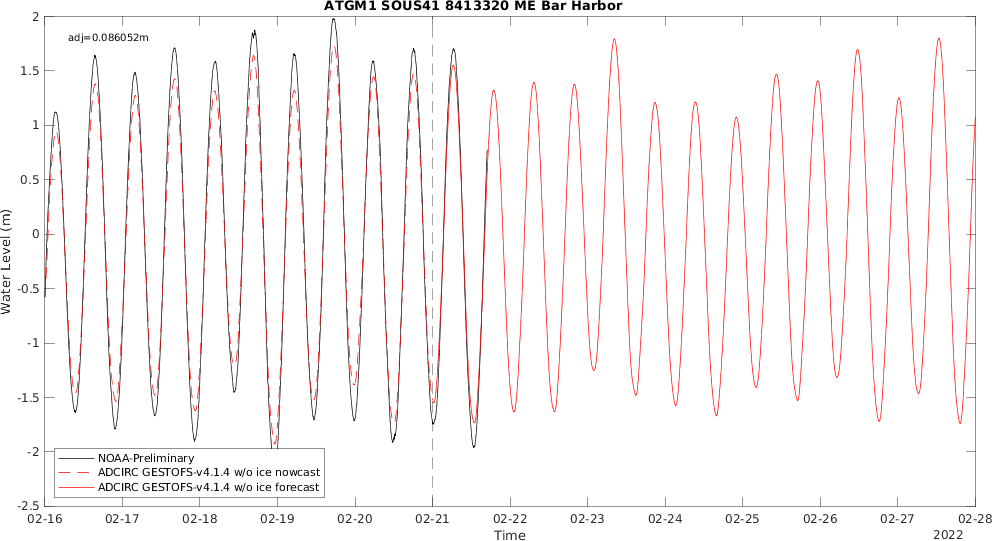 ATGM1 SOUS41 8413320 ME Bar Harbor
adj=0.086052m
2
1.5
1
0.5
0
-0.5
-1
-1.5
-2
-2.5
Water Level (m)
NOAA-Preliminary
ADCIRC GESTOFS-v4.1.4 w/o ice nowcast
ADCIRC GESTOFS-v4.1.4 w/o ice forecast
02-16 02-17 02-18 02-19 02-20 02-21 02-22 02-23 02-24 02-25 02-26 02-27 02-28
Time
2022